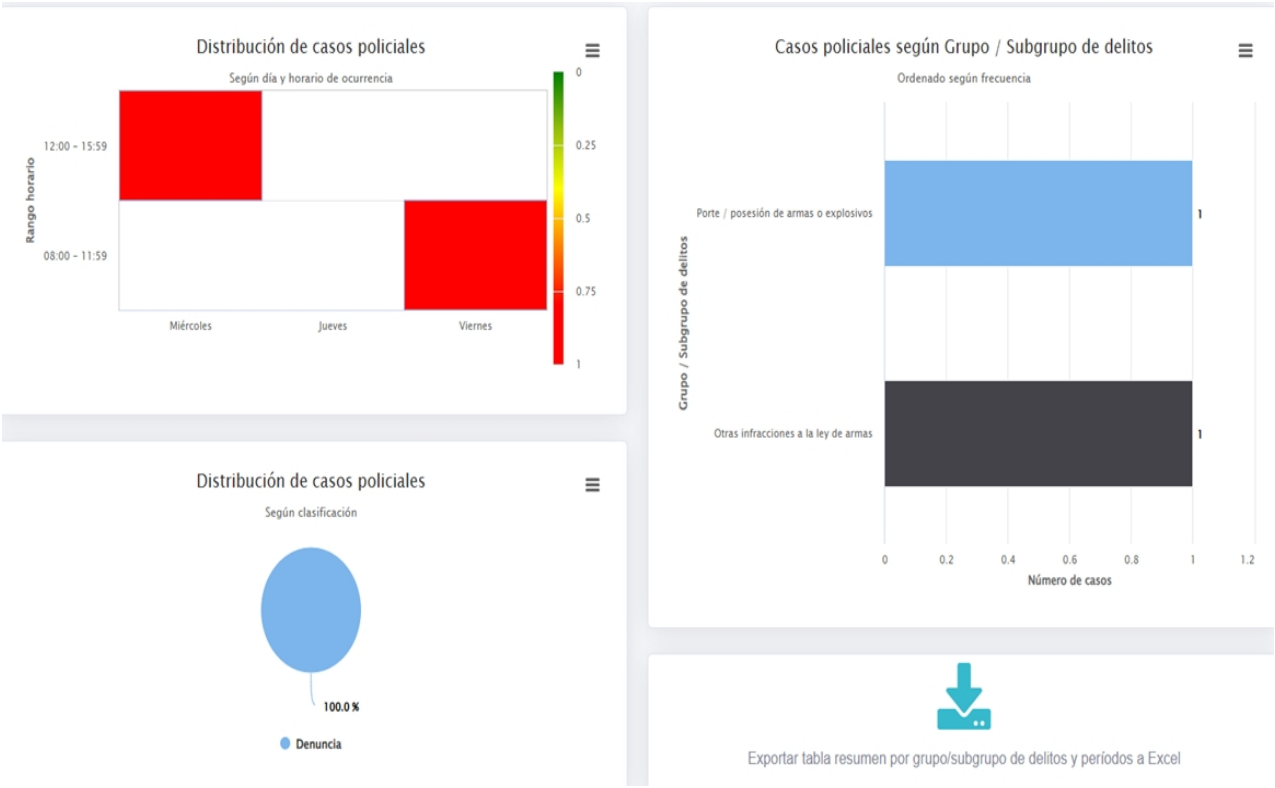 Distribución de casos policiales
Según día y horario de ocurrencia
Rango horario
12:00 - 15:59
08:00 - 11:59
Miércoles
Jueves
Viernes
0
0.25
0.5
0.75
1
Distribución de casos policiales
Según clasificación
100.0 %
Denuncia
Casos policiales según Grupo / Subgrupo de delitos
Ordenado según frecuencia
Grupo / Subgrupo de delitos
Porte / posesión de armas o explosivos
1
Otras infracciones a la ley de armas
1
0
0.2
0.4
0.6
0.8
1
1.2
Número de casos
Exportar tabla resumen por grupo/subgrupo de delitos y períodos a Excel